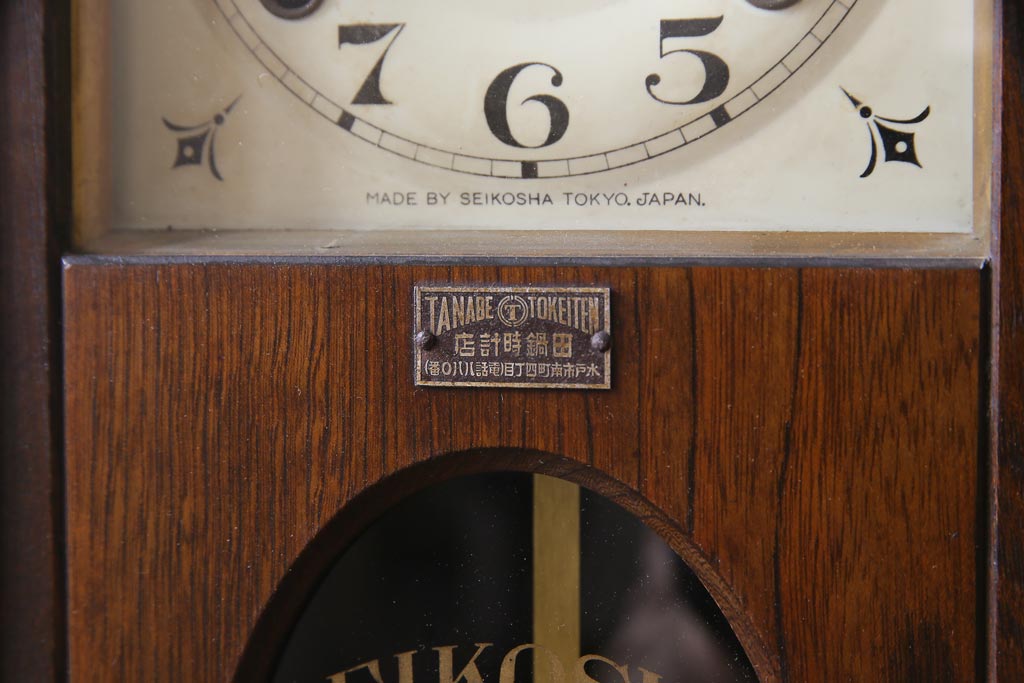 7 6 5
MADE BY SEIKOSHA TOKYO. JAPAN.
TANABE T TOKEITEN
田鍋時計店
水戸市南町四丁目(電話八八〇番)
EIKOSH